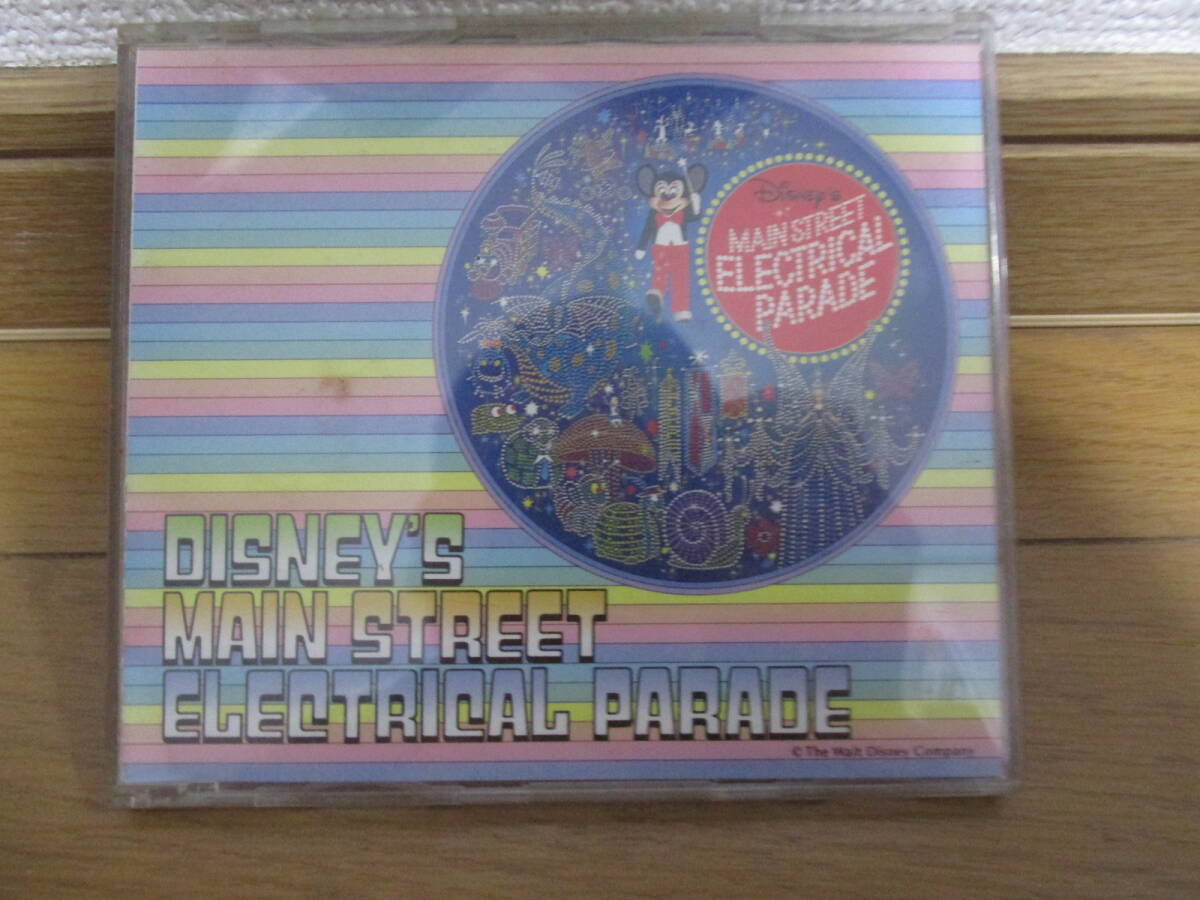 Disney's
MAIN STREET
ELECTRICAL
PARADE
DISNEY'S
MAIN STREET
ELECTRICAL PARADE
© The Walt Disney Company